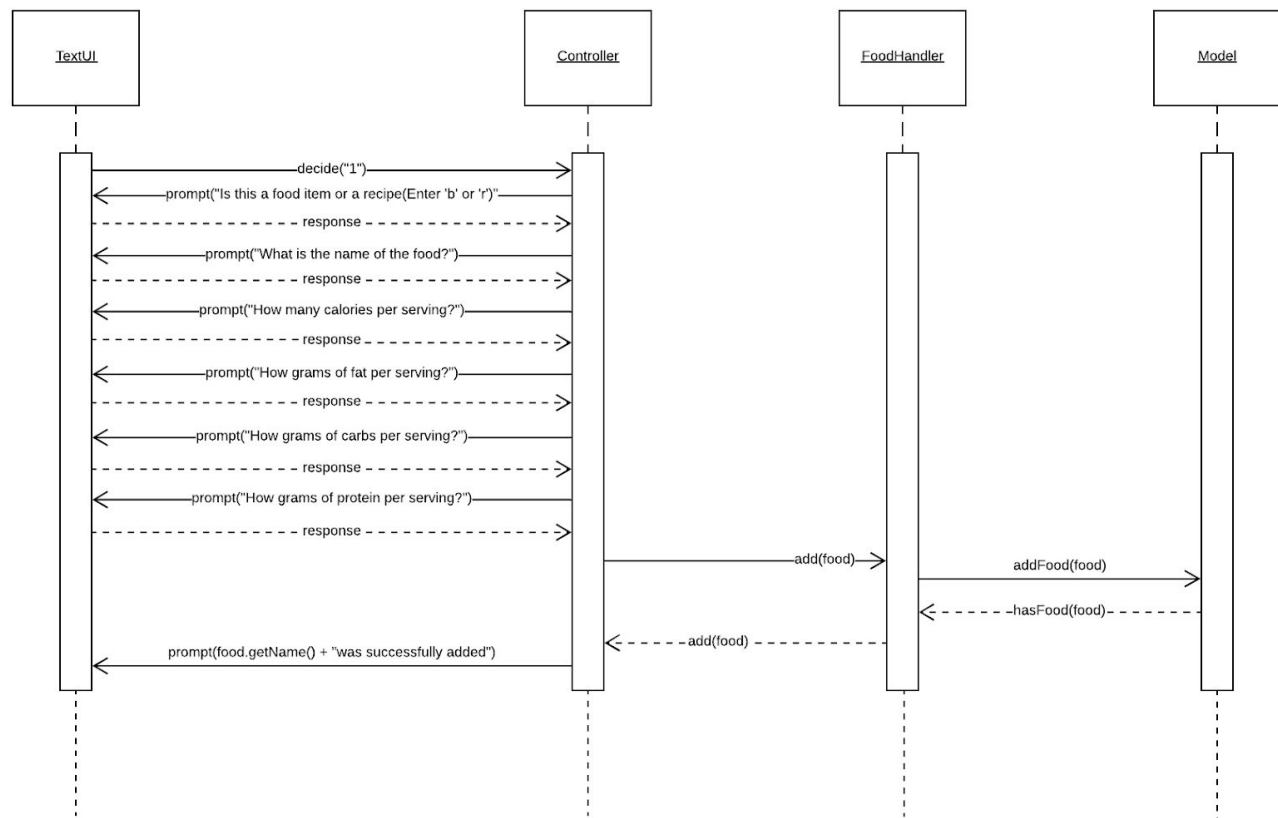 TextUI
Controller
FoodHandler
Model
decide("1")
prompt("Is this a food item or a recipe(Enter 'b' or 'r')"
response
prompt("What is the name of the food?")
response
prompt("How many calories per serving?")
response
prompt("How grams of fat per serving?")
response
prompt("How grams of carbs per serving?")
response
prompt("How grams of protein per serving?")
response
add(food)
addFood(food)
hasFood(food)
add(food)
prompt(food.getName() + "was successfully added")